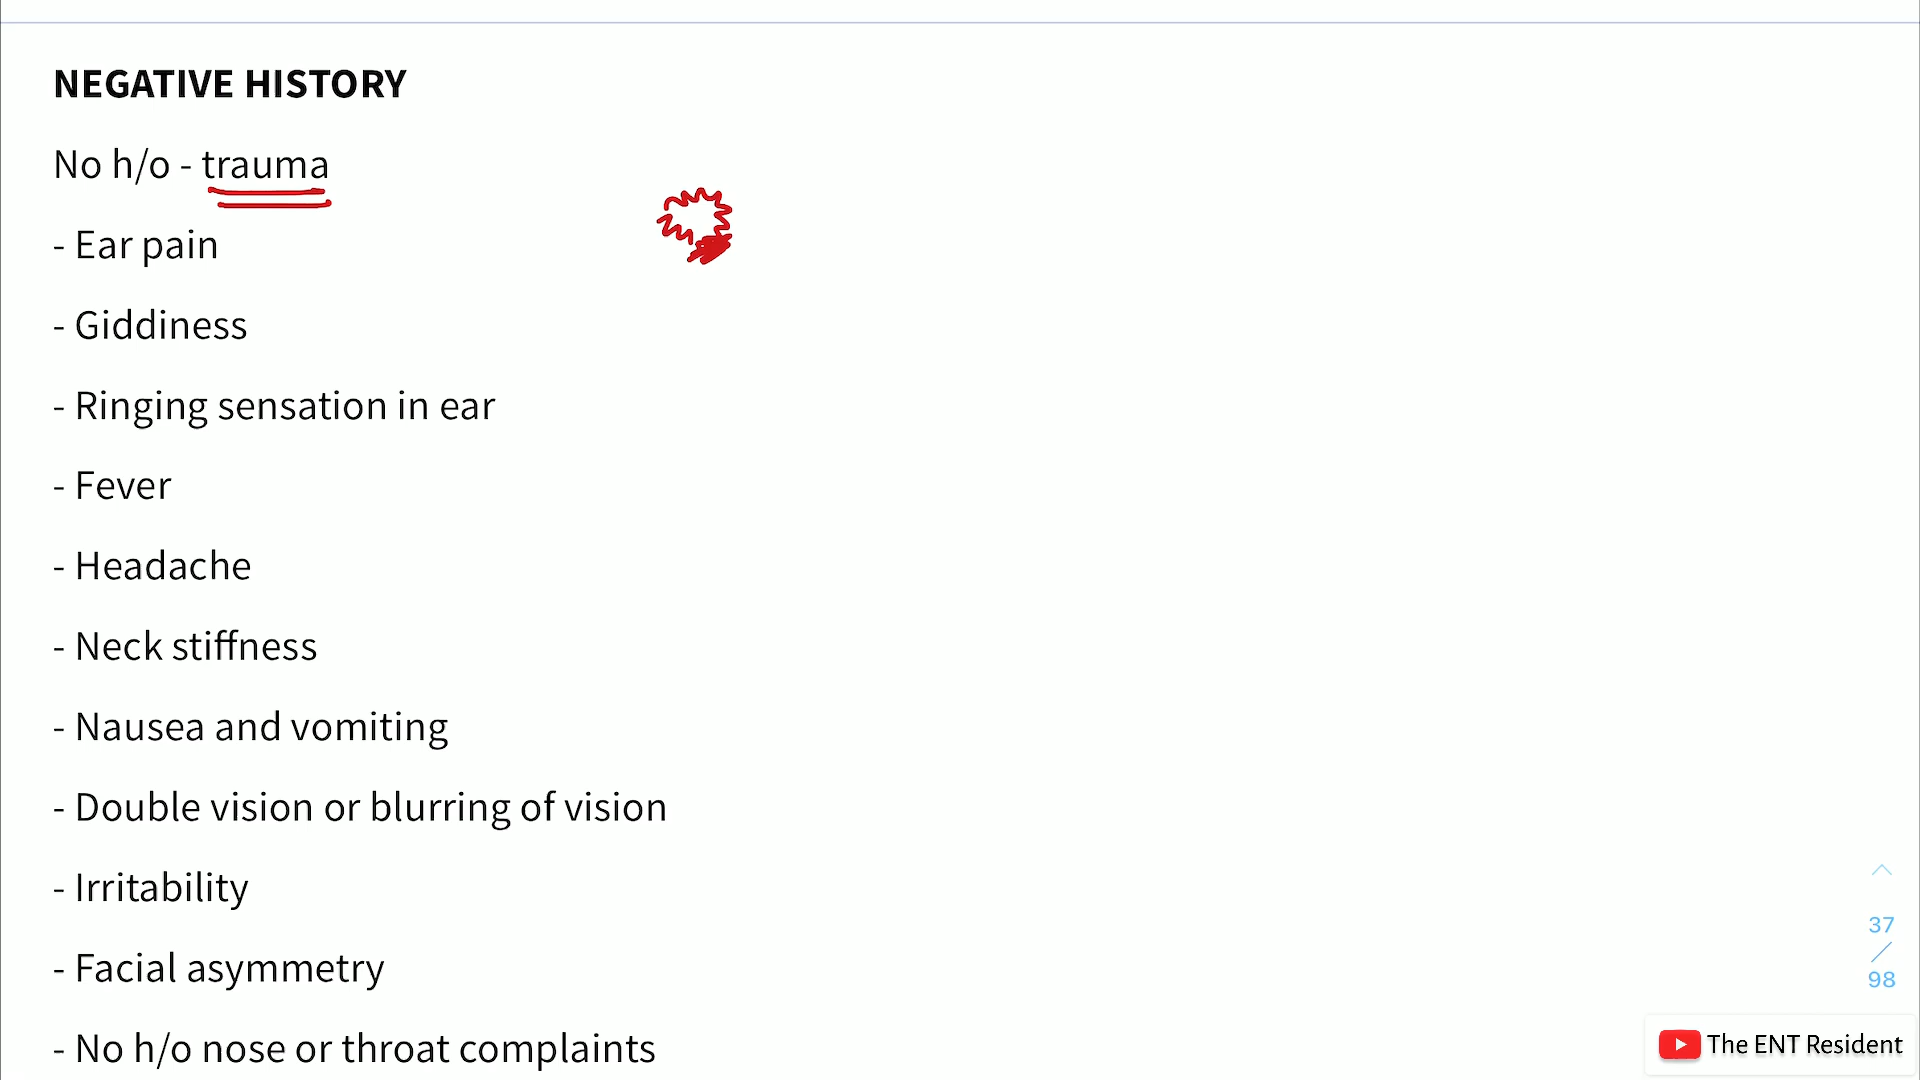 NEGATIVE HISTORY
No h/o - trauma
- Ear pain
- Giddiness
- Ringing sensation in ear
- Fever
- Headache
- Neck stiffness
- Nausea and vomiting
- Double vision or blurring of vision
- Irritability
- Facial asymmetry
- No h/o nose or throat complaints
37
/
98
The ENT Resident